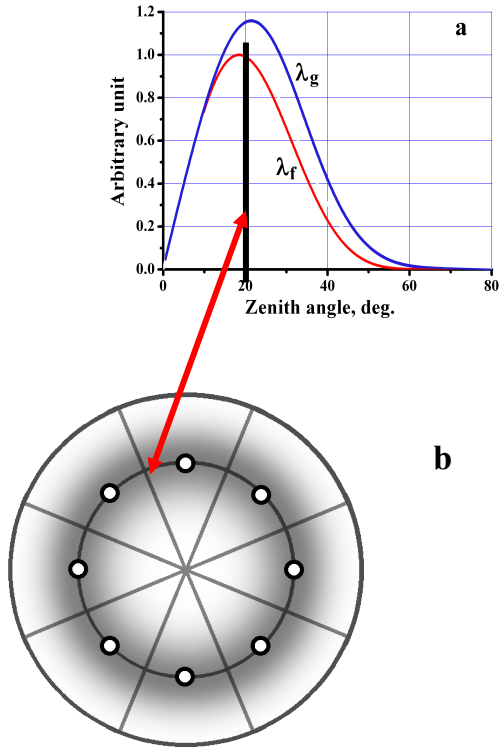 a
1.2
1.0
0.8
0.6
0.4
0.2
0.0
Arbitrary unit
λg
λf
0 20 40 60 80
Zenith angle, deg.
b